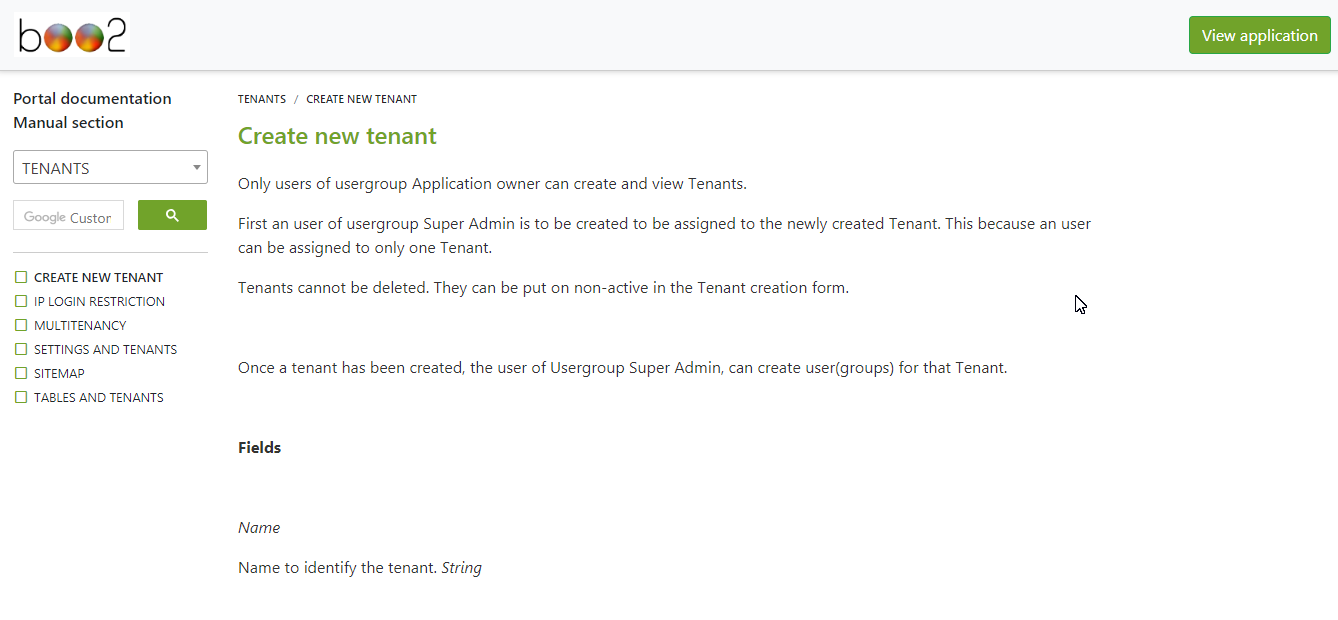 boo2
View application
Portal documentation
Manual section
TENANTS
Google Custor
CREATE NEW TENANT
IP LOGIN RESTRICTION
MULTITENANCY
SETTINGS AND TENANTS
SITEMAP
TABLES AND TENANTS
TENANTS / CREATE NEW TENANT
Create new tenant
Only users of usergroup Application owner can create and view Tenants.
First an user of usergroup Super Admin is to be created to be assigned to the newly created Tenant. This because an user
can be assigned to only one Tenant.
Tenants cannot be deleted. They can be put on non-active in the Tenant creation form.
Once a tenant has been created, the user of Usergroup Super Admin, can create user(groups) for that Tenant.
Fields
Name
Name to identify the tenant. String